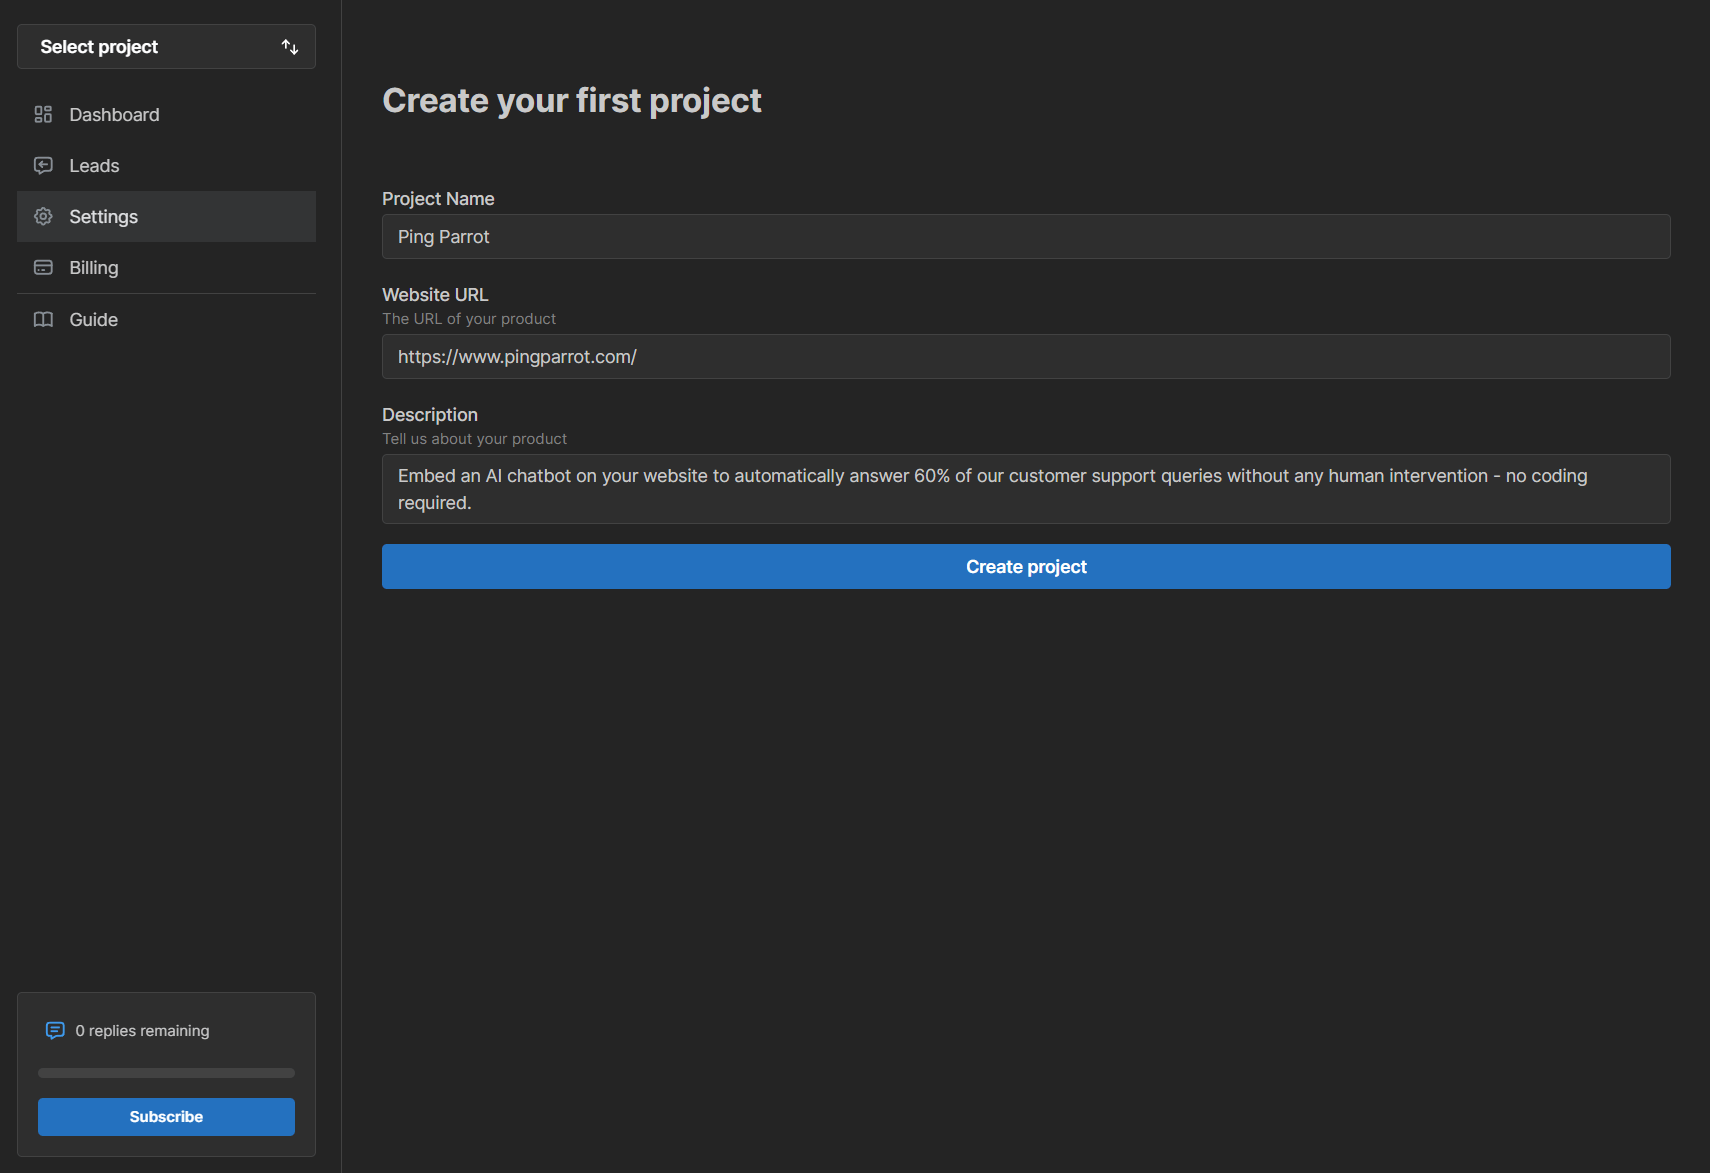 Select project
Dashboard
Leads
Settings
Billing
Guide
0 replies remaining
Subscribe
Create your first project
Project Name
Ping Parrot
Website URL
The URL of your product
https://www.pingparrot.com/
Description
Tell us about your product
Embed an AI chatbot on your website to automatically answer 60% of our customer support queries without any human intervention - no coding
required.
Create project